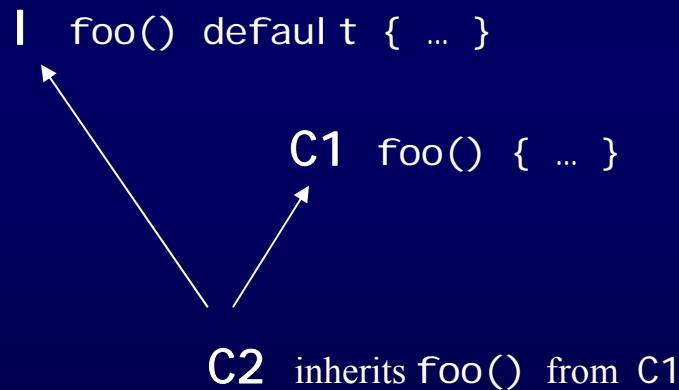 I foo() default { … }
C1 foo() { … }
C2 inherits foo() from C1